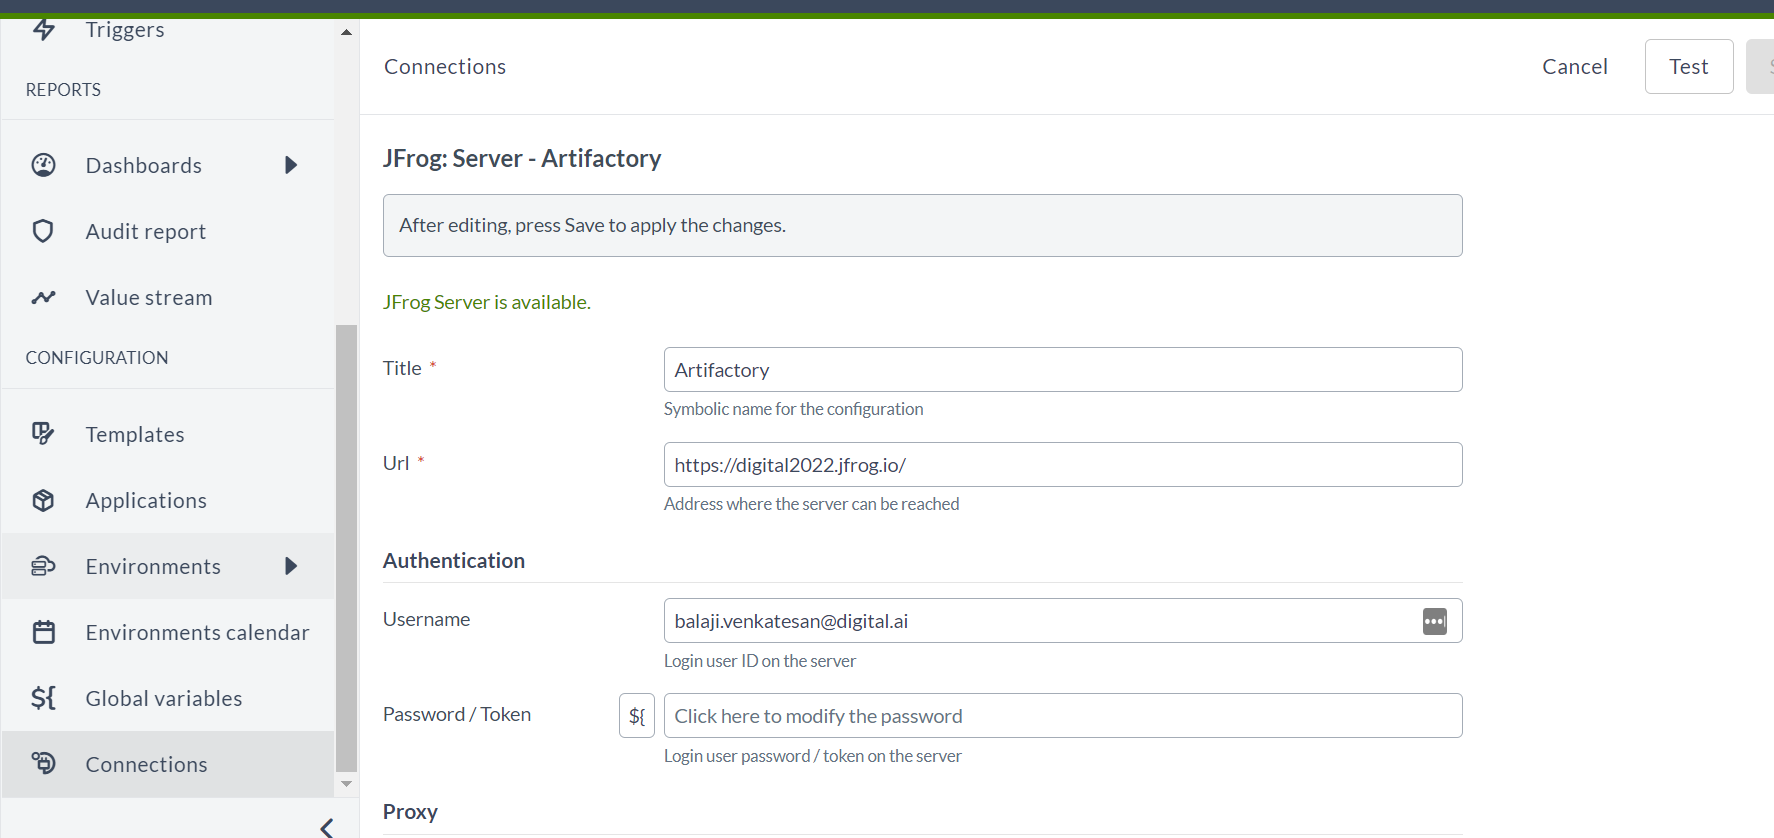 Triggers
REPORTS
Dashboards
Audit report
Value stream
CONFIGURATION
Templates
Applications
Environments
Environments calendar
Global variables
Connections
Connections
Cancel
Test
JFrog: Server - Artifactory
After editing, press Save to apply the changes.
JFrog Server is available.
Title *
Artifactory
Symbolic name for the configuration
Url *
https://digital2022.jfrog.io/
Address where the server can be reached
Authentication
Username
balaji.venkatesan@digital.ai
Login user ID on the server
Password / Token
${
Click here to modify the password
Login user password / token on the server
Proxy